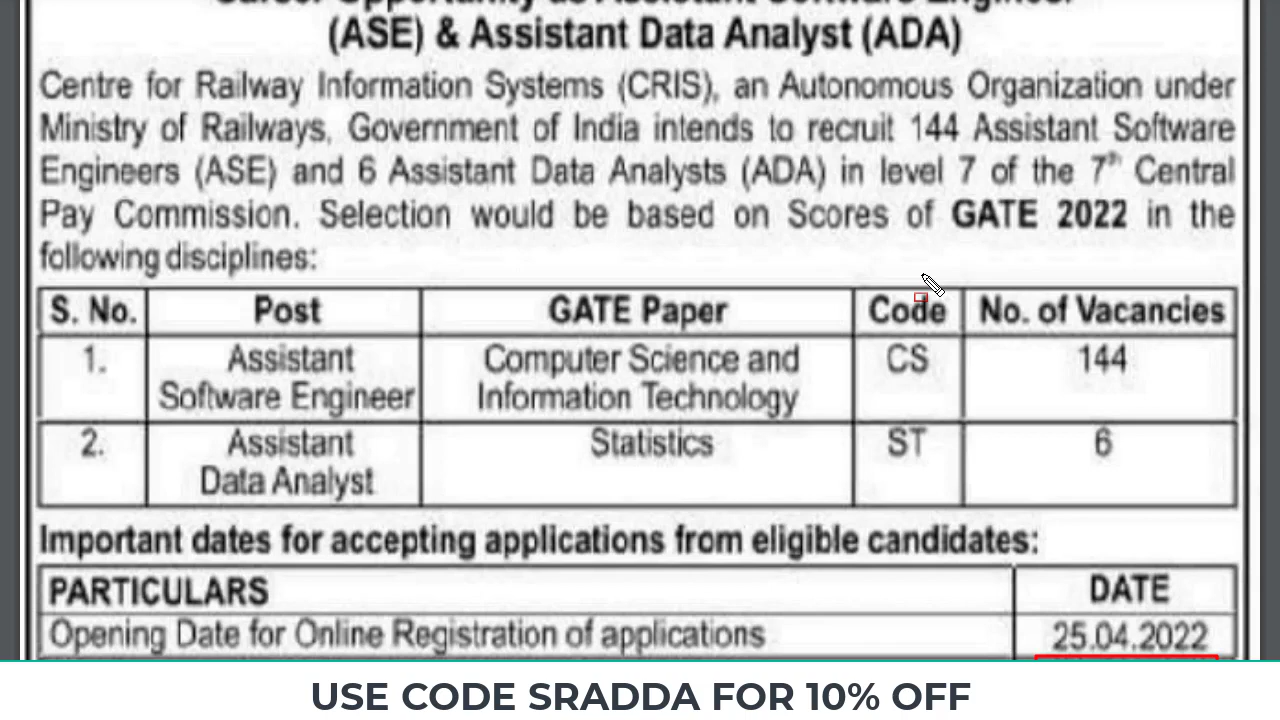 (ASE) & Assistant Data Analyst (ADA)
Centre for Railway Information Systems (CRIS), an Autonomous Organization under
Ministry of Railways, Government of India intends to recruit 144 Assistant Software
Engineers (ASE) and 6 Assistant Data Analysts (ADA) in level 7 of the 7th Central
Pay Commission. Selection would be based on Scores of GATE 2022 in the
following disciplines:
S. No. Post GATE Paper Code No. of Vacancies
1. Assistant Computer Science and CS 144
Software Engineer Information Technology
2. Assistant Statistics ST 6
Data Analyst
Important dates for accepting applications from eligible candidates:
PARTICULARS DATE
Opening Date for Online Registration of applications 25.04.2022
USE CODE SRADDA FOR 10% OFF